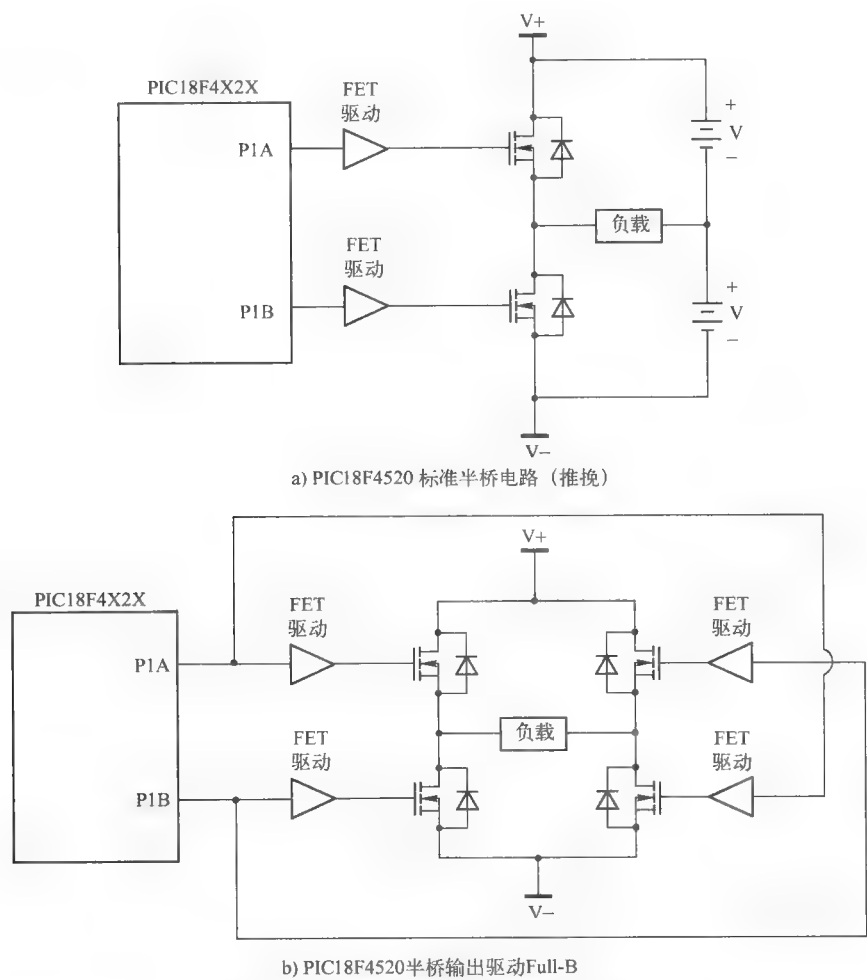 V+
PIC18F4X2X
FET
驱动
P1A
+
V
−
负载
FET
驱动
P1B
+
V
−
V−
a) PIC18F4520 标准半桥电路（推挽）
V+
PIC18F4X2X
FET
驱动
FET
驱动
P1A
负载
FET
驱动
FET
驱动
P1B
V−
b) PIC18F4520半桥输出驱动Full-B